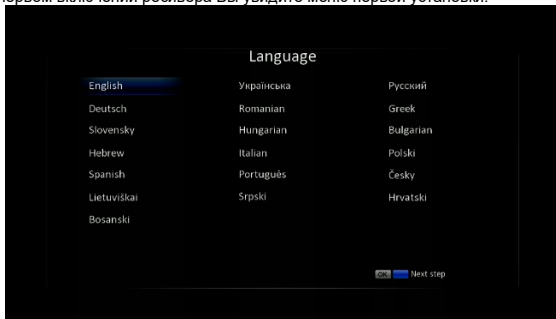 первом включении ресивера Вы увидите меню первой установки:
Language
English Українська Русский
Deutsch Romanian Greek
Slovensky Hungarian Bulgarian
Hebrew Italian Polski
Spanish Português Česky
Lietuviškai Srpski Hrvatski
Bosanski
OK Next step